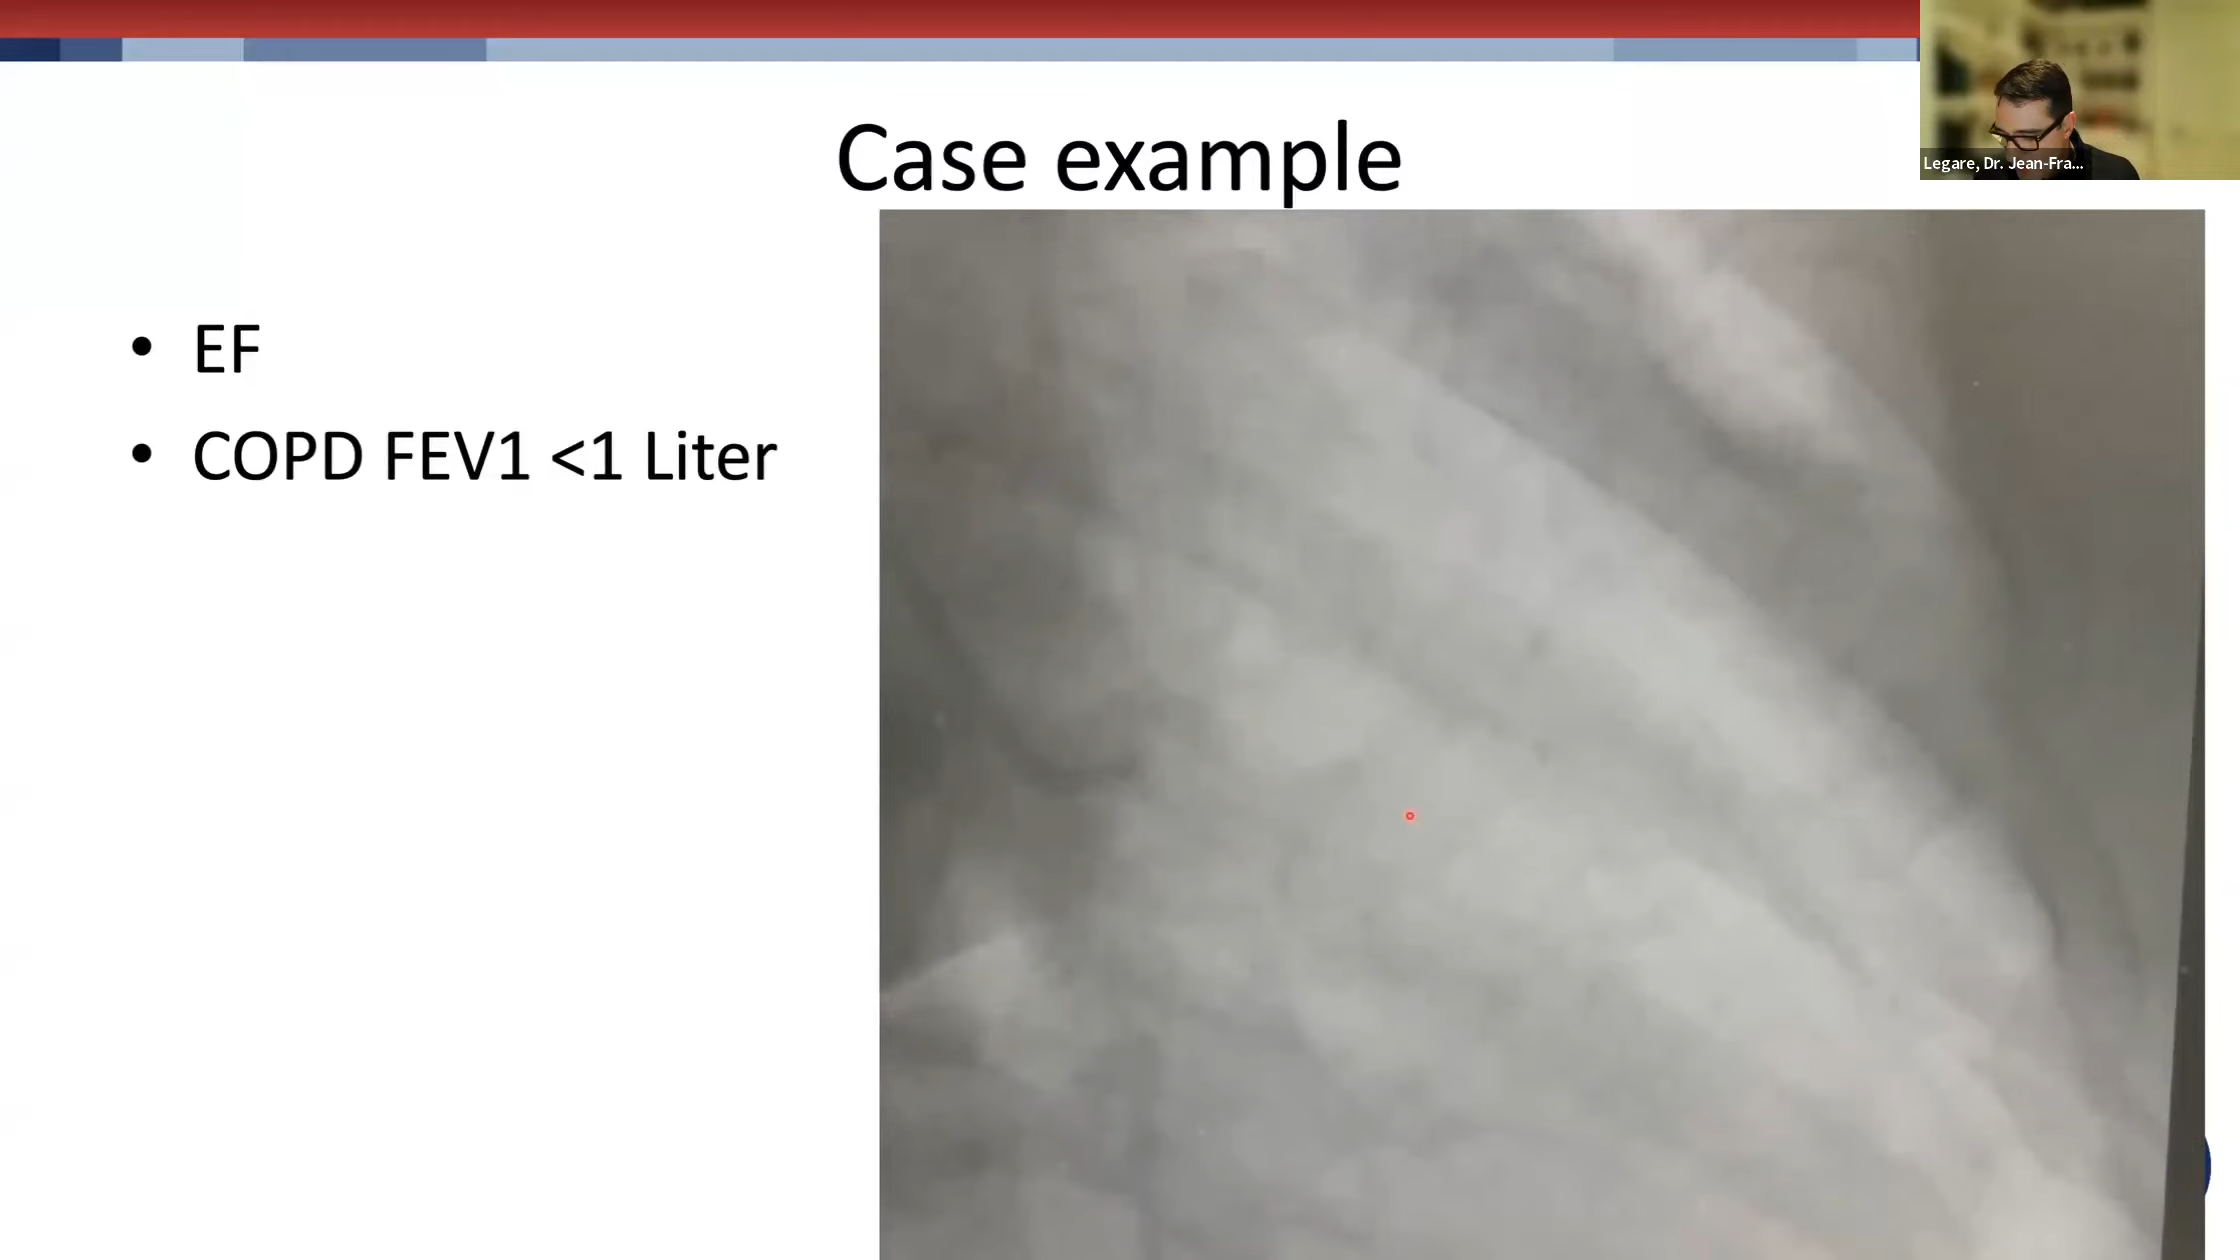 Case example
Legare, Dr. Jean-Fra...
• EF
• COPD FEV1 <1 Liter